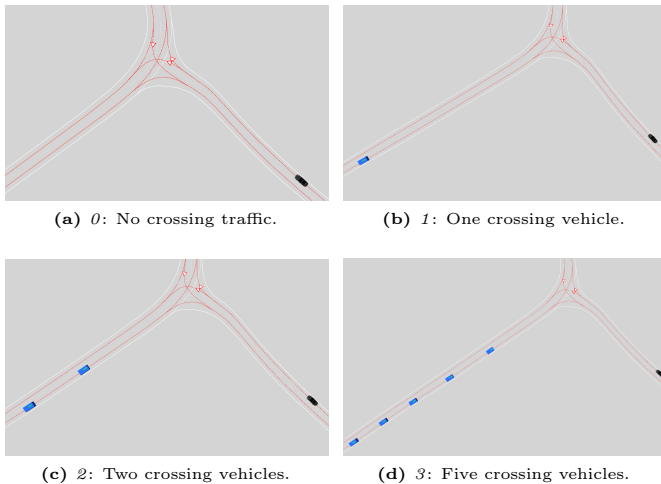 (a) 0: No crossing traffic.
(b) 1: One crossing vehicle.
(c) 2: Two crossing vehicles.
(d) 3: Five crossing vehicles.